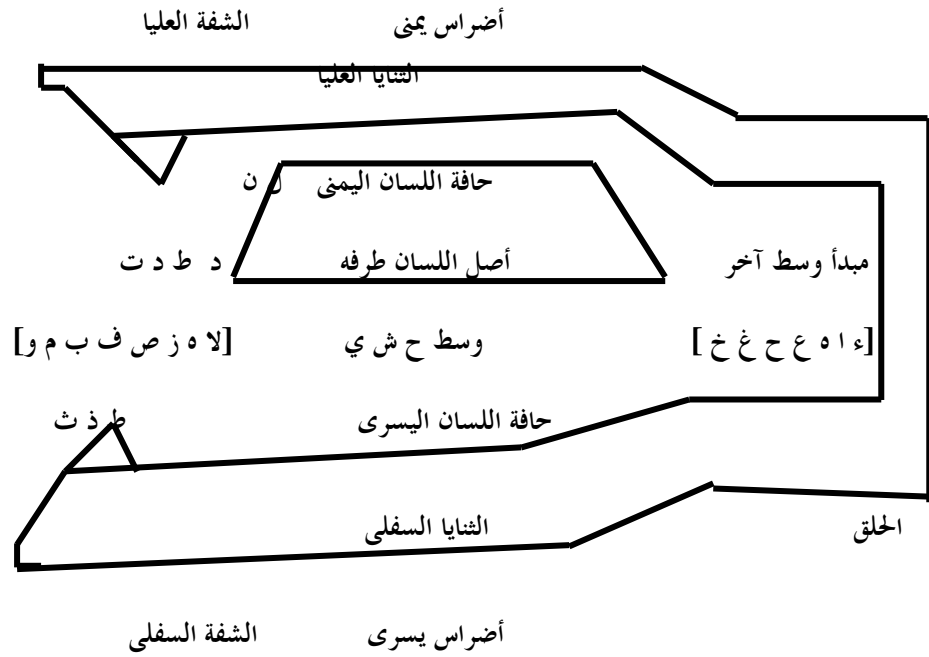 أضراس يمنى الشفة العليا
الثنايا العليا
حافة اللسان اليمنى ل ن
مبدأ وسط آخر أصل اللسان طرفه د ط د ت
[ء ا ه ع ح غ خ] وسط ح ش ي [لا ه ز ص ف ب م و]
حافة اللسان اليسرى ط ذ ث
الحلق الثنايا السفلى
أضراس يسرى الشفة السفلى